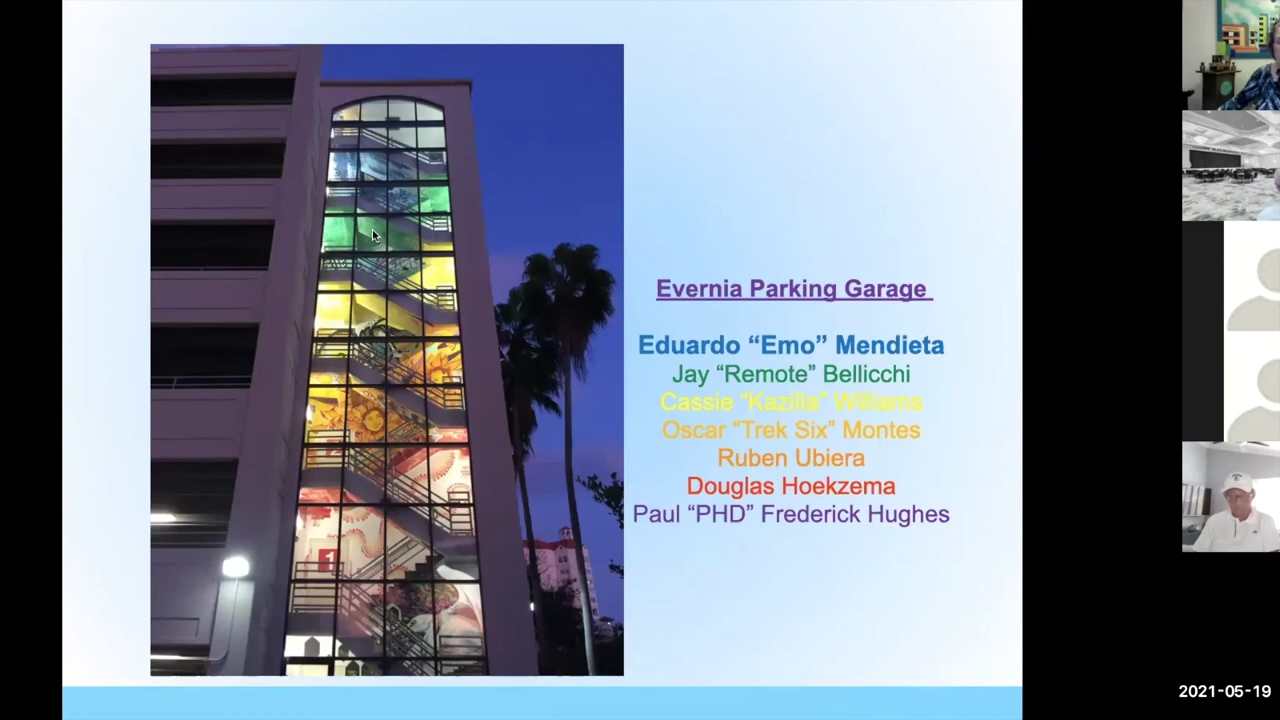 Evernia Parking Garage
Eduardo “Emo” Mendieta
Jay “Remote” Bellicchi
Cassie “Kazilla” Williams
Oscar “Trek Six” Montes
Ruben Ubiera
Douglas Hoekzema
Paul “PHD” Frederick Hughes
1
2021-05-19